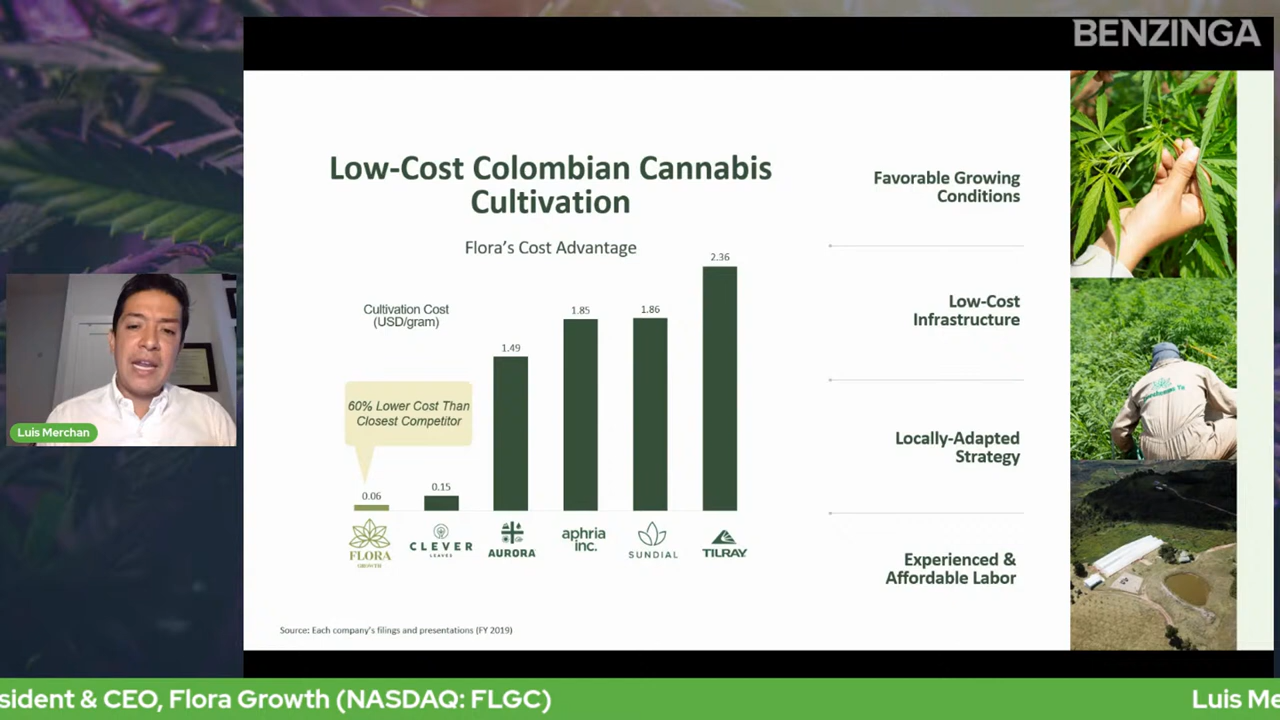 BENZINGA
Low-Cost Colombian Cannabis
Cultivation
Flora's Cost Advantage
Cultivation Cost
(USD/gram)
60% Lower Cost Than
Closest Competitor
0.06
0.15
1.49
1.85
1.86
2.36
FLORA
GROWTH
CLEVER
LEAVES
AURORA
aphria
inc.
SUNDIAL
TILRAY
Source: Each company's filings and presentations (FY 2019)
Favorable Growing
Conditions
Low-Cost
Infrastructure
Locally-Adapted
Strategy
Experienced &
Affordable Labor
Luis Merchan
sident & CEO, Flora Growth (NASDAQ: FLGC)
Luis Me